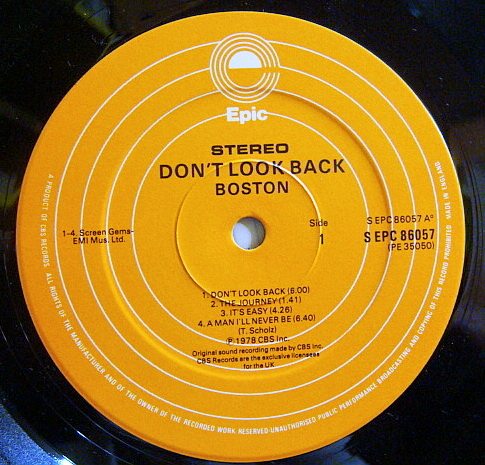 Epic
STEREO
DON'T LOOK BACK
BOSTON
1-4. Screen Gems-
EMI Mus. Ltd.
Side
1
S EPC 86057 A°
S EPC 86057
(PE 35050)
1. DON'T LOOK BACK (6.00)
2. THE JOURNEY (1.41)
3. IT'S EASY (4.26)
4. A MAN I'LL NEVER BE (6.40)
(T. Scholz)
℗ 1978 CBS Inc.
Original sound recording made by CBS Inc.
CBS Records are the exclusive licensees
for the UK
A PRODUCT OF CBS RECORDS. ALL RIGHTS OF THE MANUFACTURER AND OF THE OWNER OF THE RECORDED WORK RESERVED-UNAUTHORISED PUBLIC PERFORMANCE BROADCASTING AND COPYING OF THIS RECORD PROHIBITED MADE IN ENGLAND